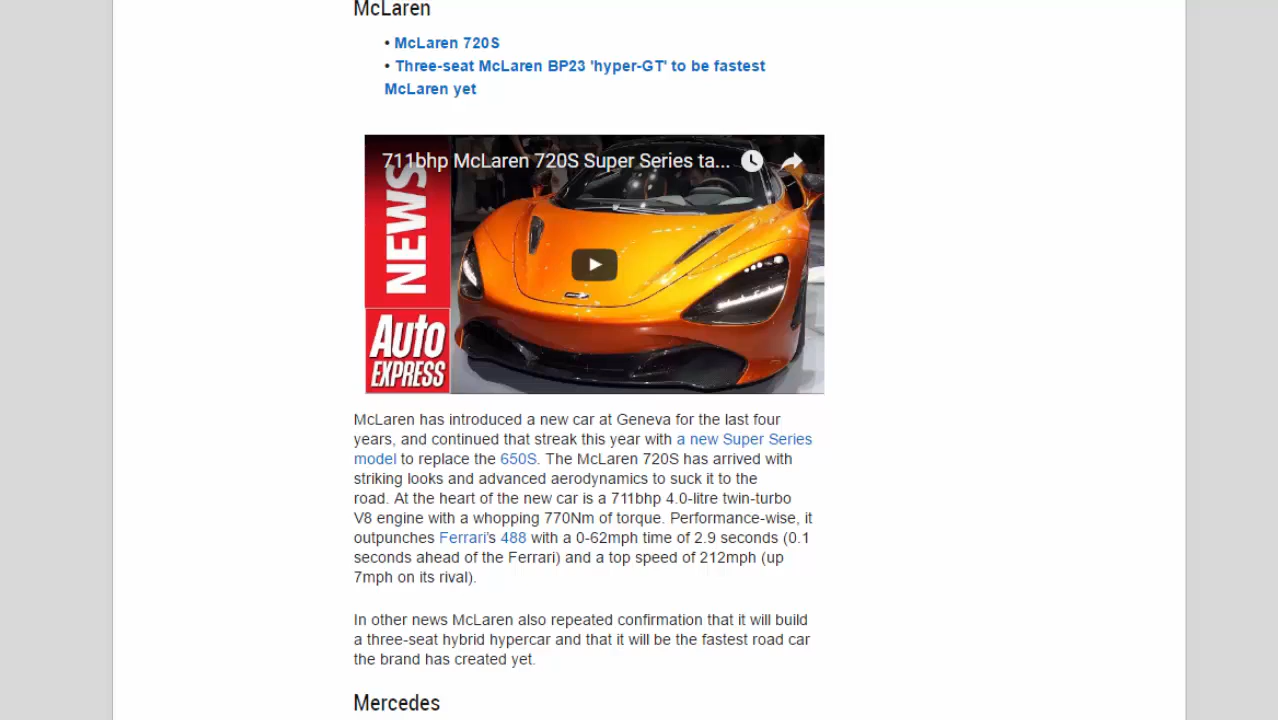 McLaren
• McLaren 720S
• Three-seat McLaren BP23 'hyper-GT' to be fastest
McLaren yet
711bhp McLaren 720S Super Series ta...
NEWS
Auto
EXPRESS
McLaren has introduced a new car at Geneva for the last four
years, and continued that streak this year with a new Super Series
model to replace the 650S. The McLaren 720S has arrived with
striking looks and advanced aerodynamics to suck it to the
road. At the heart of the new car is a 711bhp 4.0-litre twin-turbo
V8 engine with a whopping 770Nm of torque. Performance-wise, it
outpunches Ferrari's 488 with a 0-62mph time of 2.9 seconds (0.1
seconds ahead of the Ferrari) and a top speed of 212mph (up
7mph on its rival).
In other news McLaren also repeated confirmation that it will build
a three-seat hybrid hypercar and that it will be the fastest road car
the brand has created yet.
Mercedes